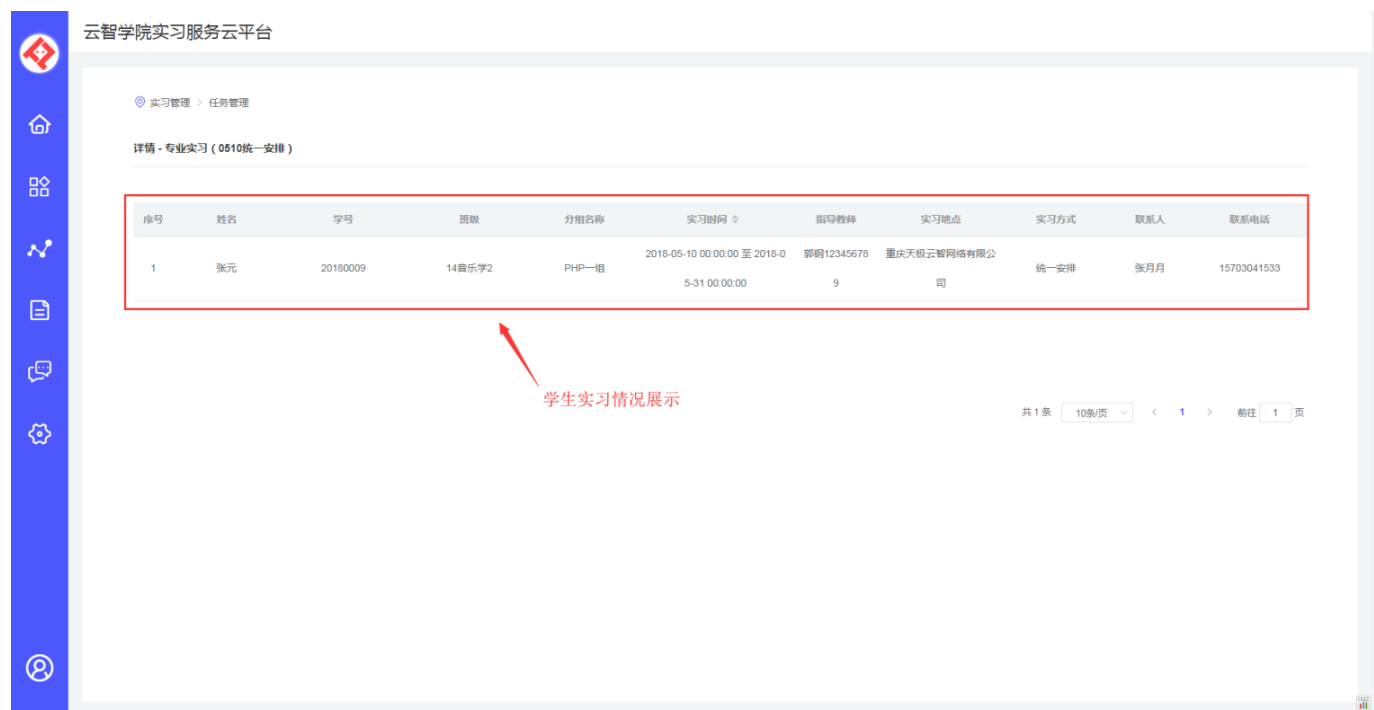 云智学院实习服务云平台
实习管理 > 任务管理
详情 - 专业实习 ( 0510统一安排 )
序号 姓名 学号 班级 分组名称 实习时间 指导教师 实习地点 实习方式 联系人 联系电话
2018-05-10 00:00:00 至 2018-0 郭钢12345678 重庆天极云智网络有限公
1 张元 20180009 14音乐学2 PHP一组 统一安排 张月月 15703041533
5-31 00:00:00 9 司
学生实习情况展示
共 1 条 10条/页 < 1 > 前往 1 页